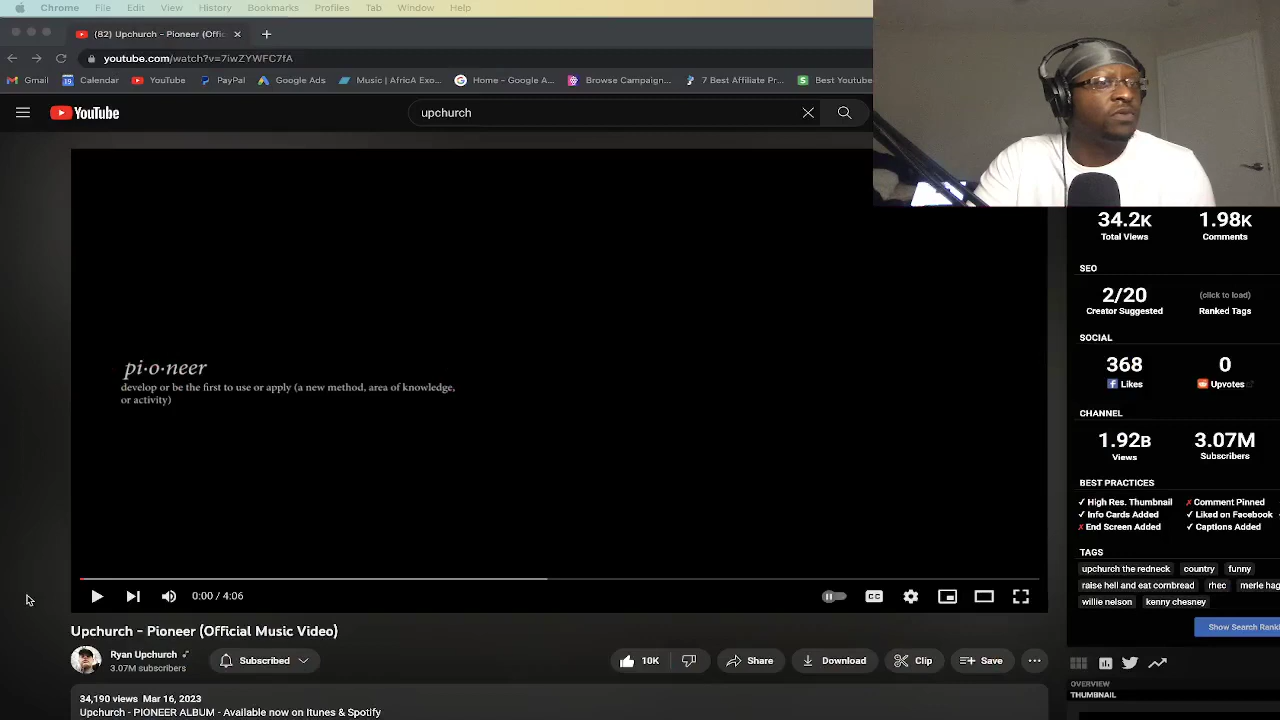 Chrome File Edit View History Bookmarks Profiles Tab Window Help
(82) Upchurch - Pioneer (Offic
youtube.com/watch?v=7iwZYWFC7fA
Gmail Calendar YouTube PayPal Google Ads Music | Africa Exo... Home - Google A... Browse Campaign... 7 Best Affiliate Pr... Best Youtube
YouTube
upchurch
pi·o·neer
develop or be the first to use or apply (a new method, area of knowledge,
or activity)
0:00 / 4:06
CC
Upchurch - Pioneer (Official Music Video)
Ryan Upchurch
3.07M subscribers
Subscribed
10K
Share
Download
Clip
Save
34,190 views Mar 16, 2023
Upchurch - PIONEER ALBUM - Available now on Itunes & Spotify
34.2K 1.98K
Total Views Comments
SEO
2/20 (click to load)
Creator Suggested Ranked Tags
SOCIAL
368 0
Likes Upvotes
CHANNEL
1.92B 3.07M
Views Subscribers
BEST PRACTICES
✓ High Res. Thumbnail ✗ Comment Pinned
✓ Info Cards Added ✓ Liked on Facebook
✗ End Screen Added ✓ Captions Added
TAGS
upchurch the redneck country funny
raise hell and eat cornbread rhec merle hag
willie nelson kenny chesney
Show Search Ranki
OVERVIEW
THUMBNAIL